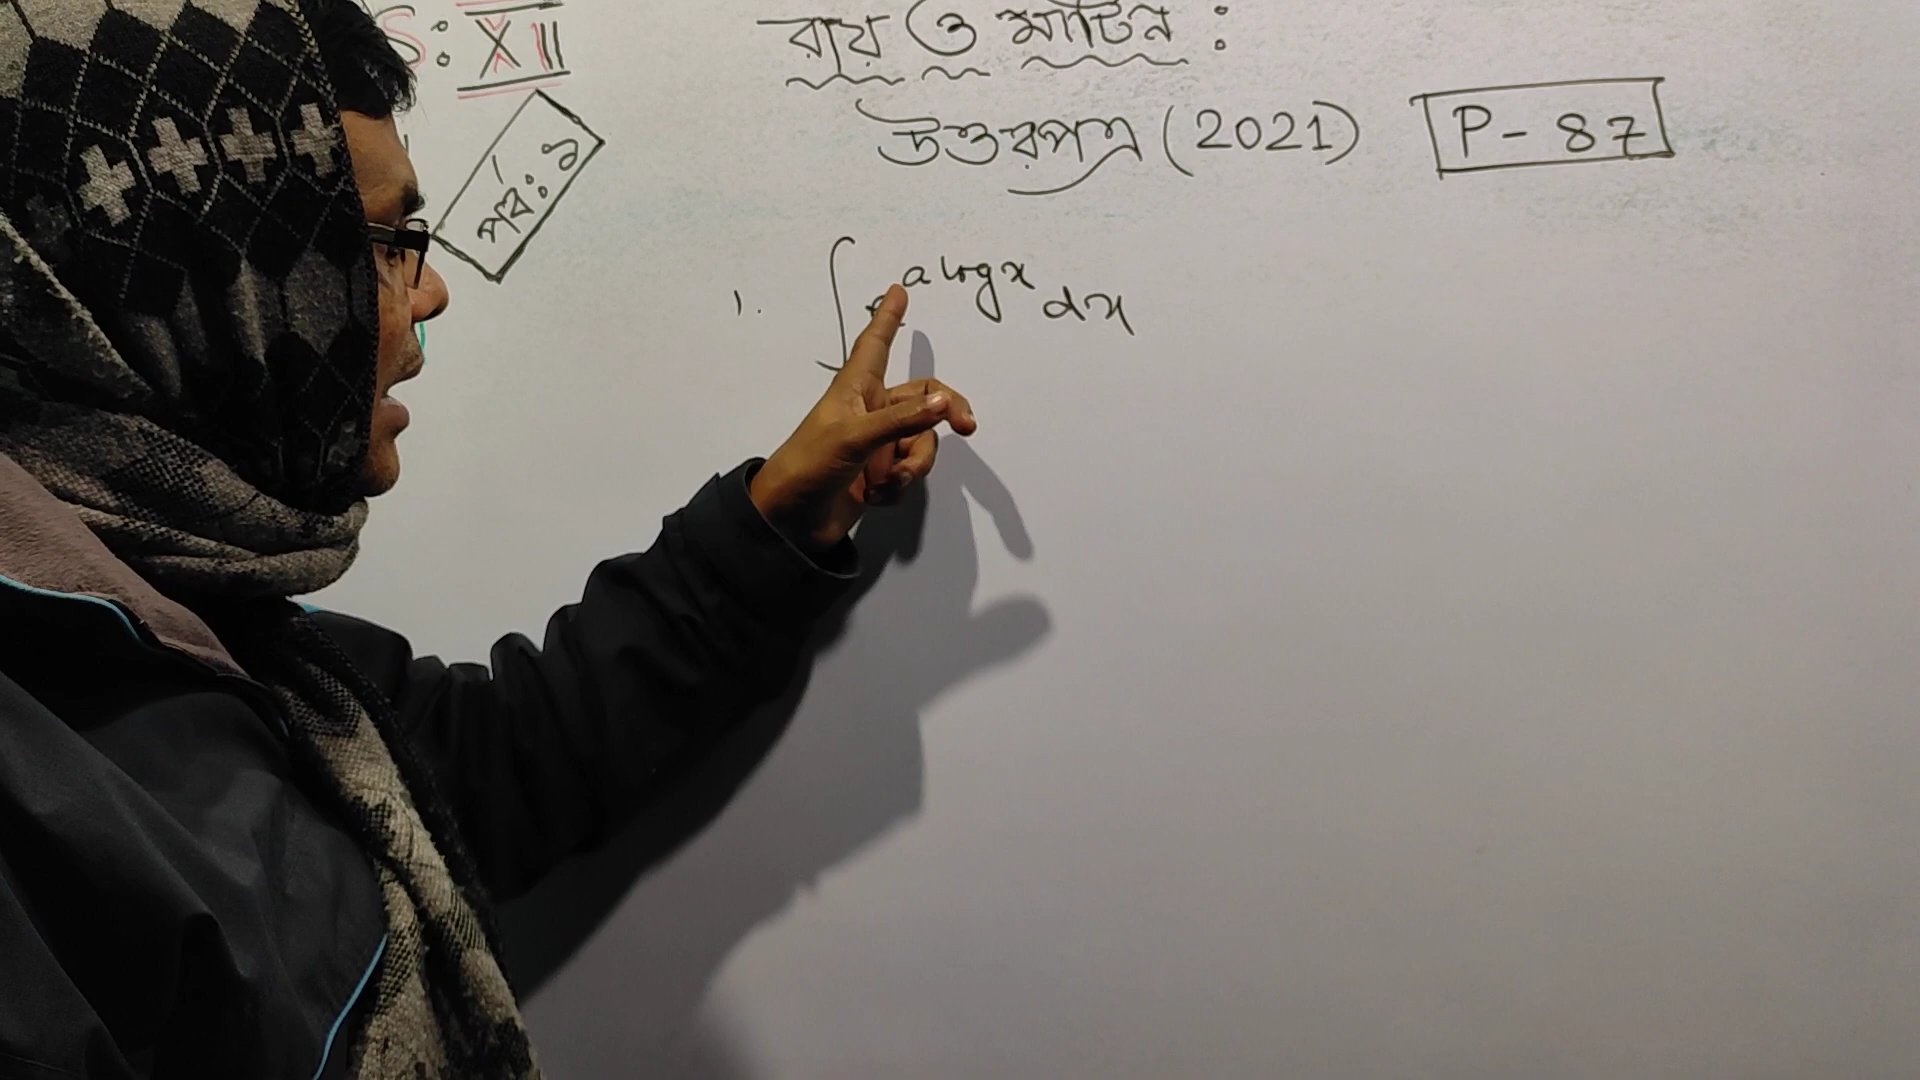 S: XII
রায় ও মার্টিন :
উত্তরপত্র (2021) P-87
পর্ব: ১
1. ∫ e^{a log x} dx